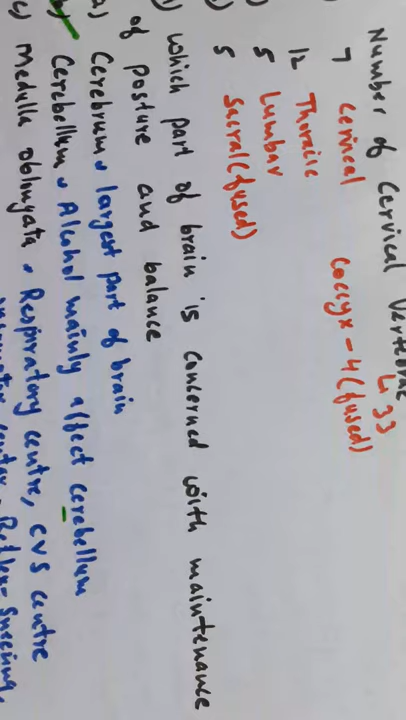 Number of Cervical Vertebrae
↳ 33
7 Cervical Coccyx - 4 (fused)
12 Thoracic
5 Lumbar
5 Sacral (fused)
which part of brain is concerned with maintenance
of posture and balance
a) Cerebrum • largest part of brain
b) Cerebellum • Alcohol mainly affect cerebellum
c) Medulla oblongata • Respiratory centre, CVS centre